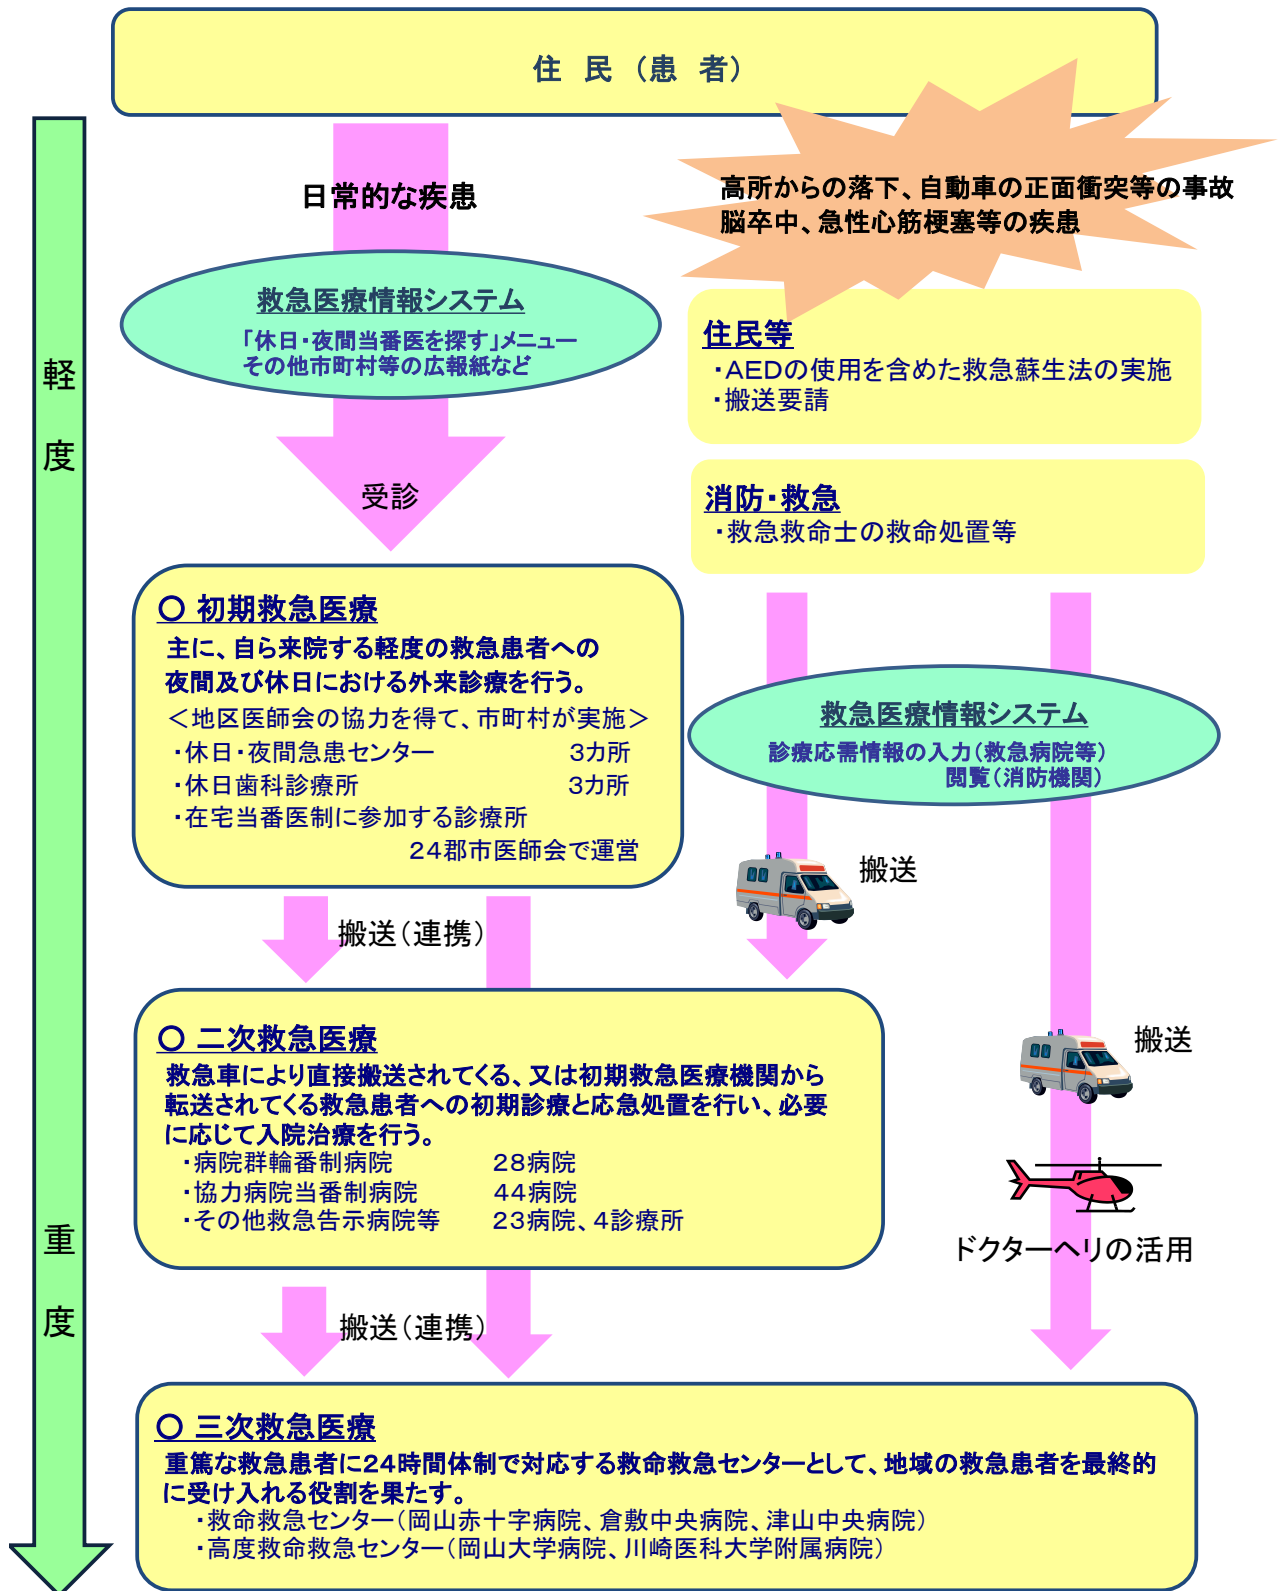 住　民　（患　者）
日常的な疾患
高所からの落下、自動車の正面衝突等の事故
脳卒中、急性心筋梗塞等の疾患
救急医療情報システム
「休日・夜間当番医を探す」メニュー
その他市町村等の広報紙など
受診
住民等
・ＡＥＤの使用を含めた救急蘇生法の実施
・搬送要請
消防・救急
・救急救命士の救命処置等
軽
度
○ 初期救急医療
主に、自ら来院する軽度の救急患者への
夜間及び休日における外来診療を行う。
＜地区医師会の協力を得て、市町村が実施＞
・休日・夜間急患センター　　　　３カ所
・休日歯科診療所　　　　　　　３カ所
・在宅当番医制に参加する診療所
２４郡市医師会で運営
救急医療情報システム
診療応需情報の入力（救急病院等）
閲覧（消防機関）
搬送
搬送（連携）
○ 二次救急医療
救急車により直接搬送されてくる、又は初期救急医療機関から
転送されてくる救急患者への初期診療と応急処置を行い、必要
に応じて入院治療を行う。
・病院群輪番制病院　　　２８病院
・協力病院当番制病院　　４４病院
・その他救急告示病院等　２３病院、４診療所
搬送
ドクターヘリの活用
重
度
搬送（連携）
○ 三次救急医療
重篤な救急患者に２４時間体制で対応する救命救急センターとして、地域の救急患者を最終的
に受け入れる役割を果たす。
・救命救急センター（岡山赤十字病院、倉敷中央病院、津山中央病院）
・高度救命救急センター（岡山大学病院、川崎医科大学附属病院）